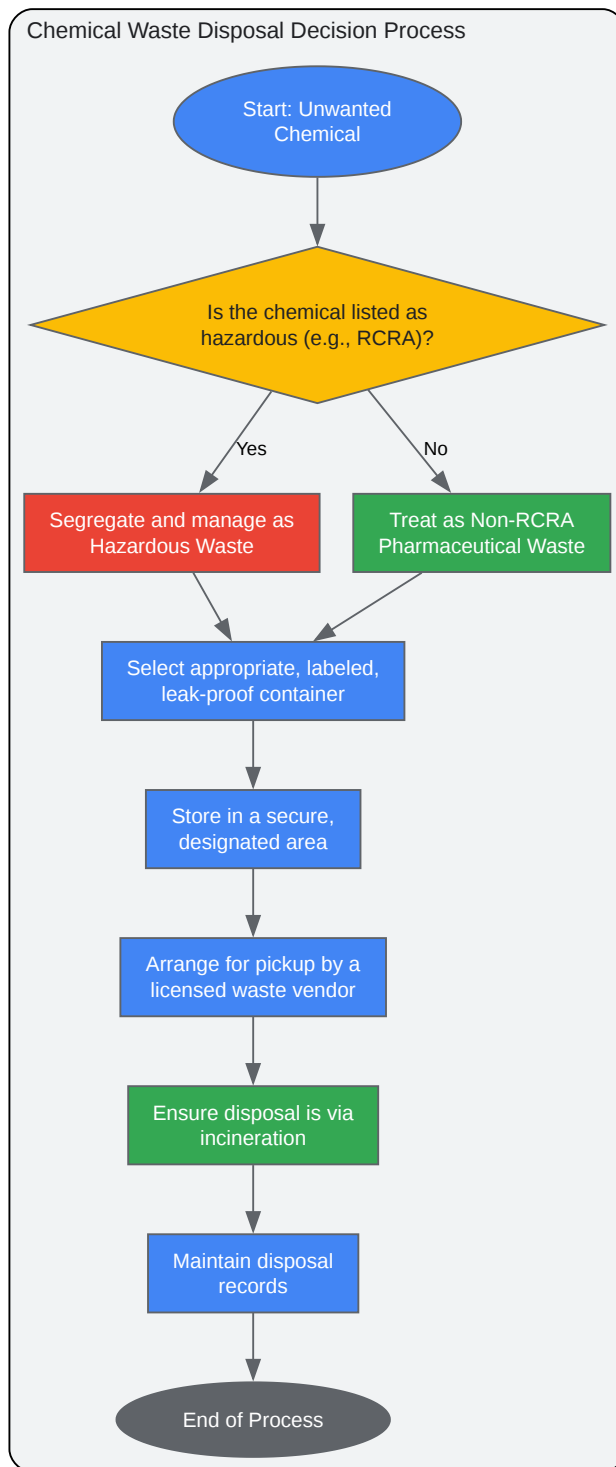 Chemical Waste Disposal Decision Process
Start: Unwanted
Chemical
Is the chemical listed as
hazardous (e.g., RCRA)?
Yes
No
Segregate and manage as
Hazardous Waste
Treat as Non-RCRA
Pharmaceutical Waste
Select appropriate, labeled,
leak-proof container
Store in a secure,
designated area
Arrange for pickup by a
licensed waste vendor
Ensure disposal is via
incineration
Maintain disposal
records
End of Process